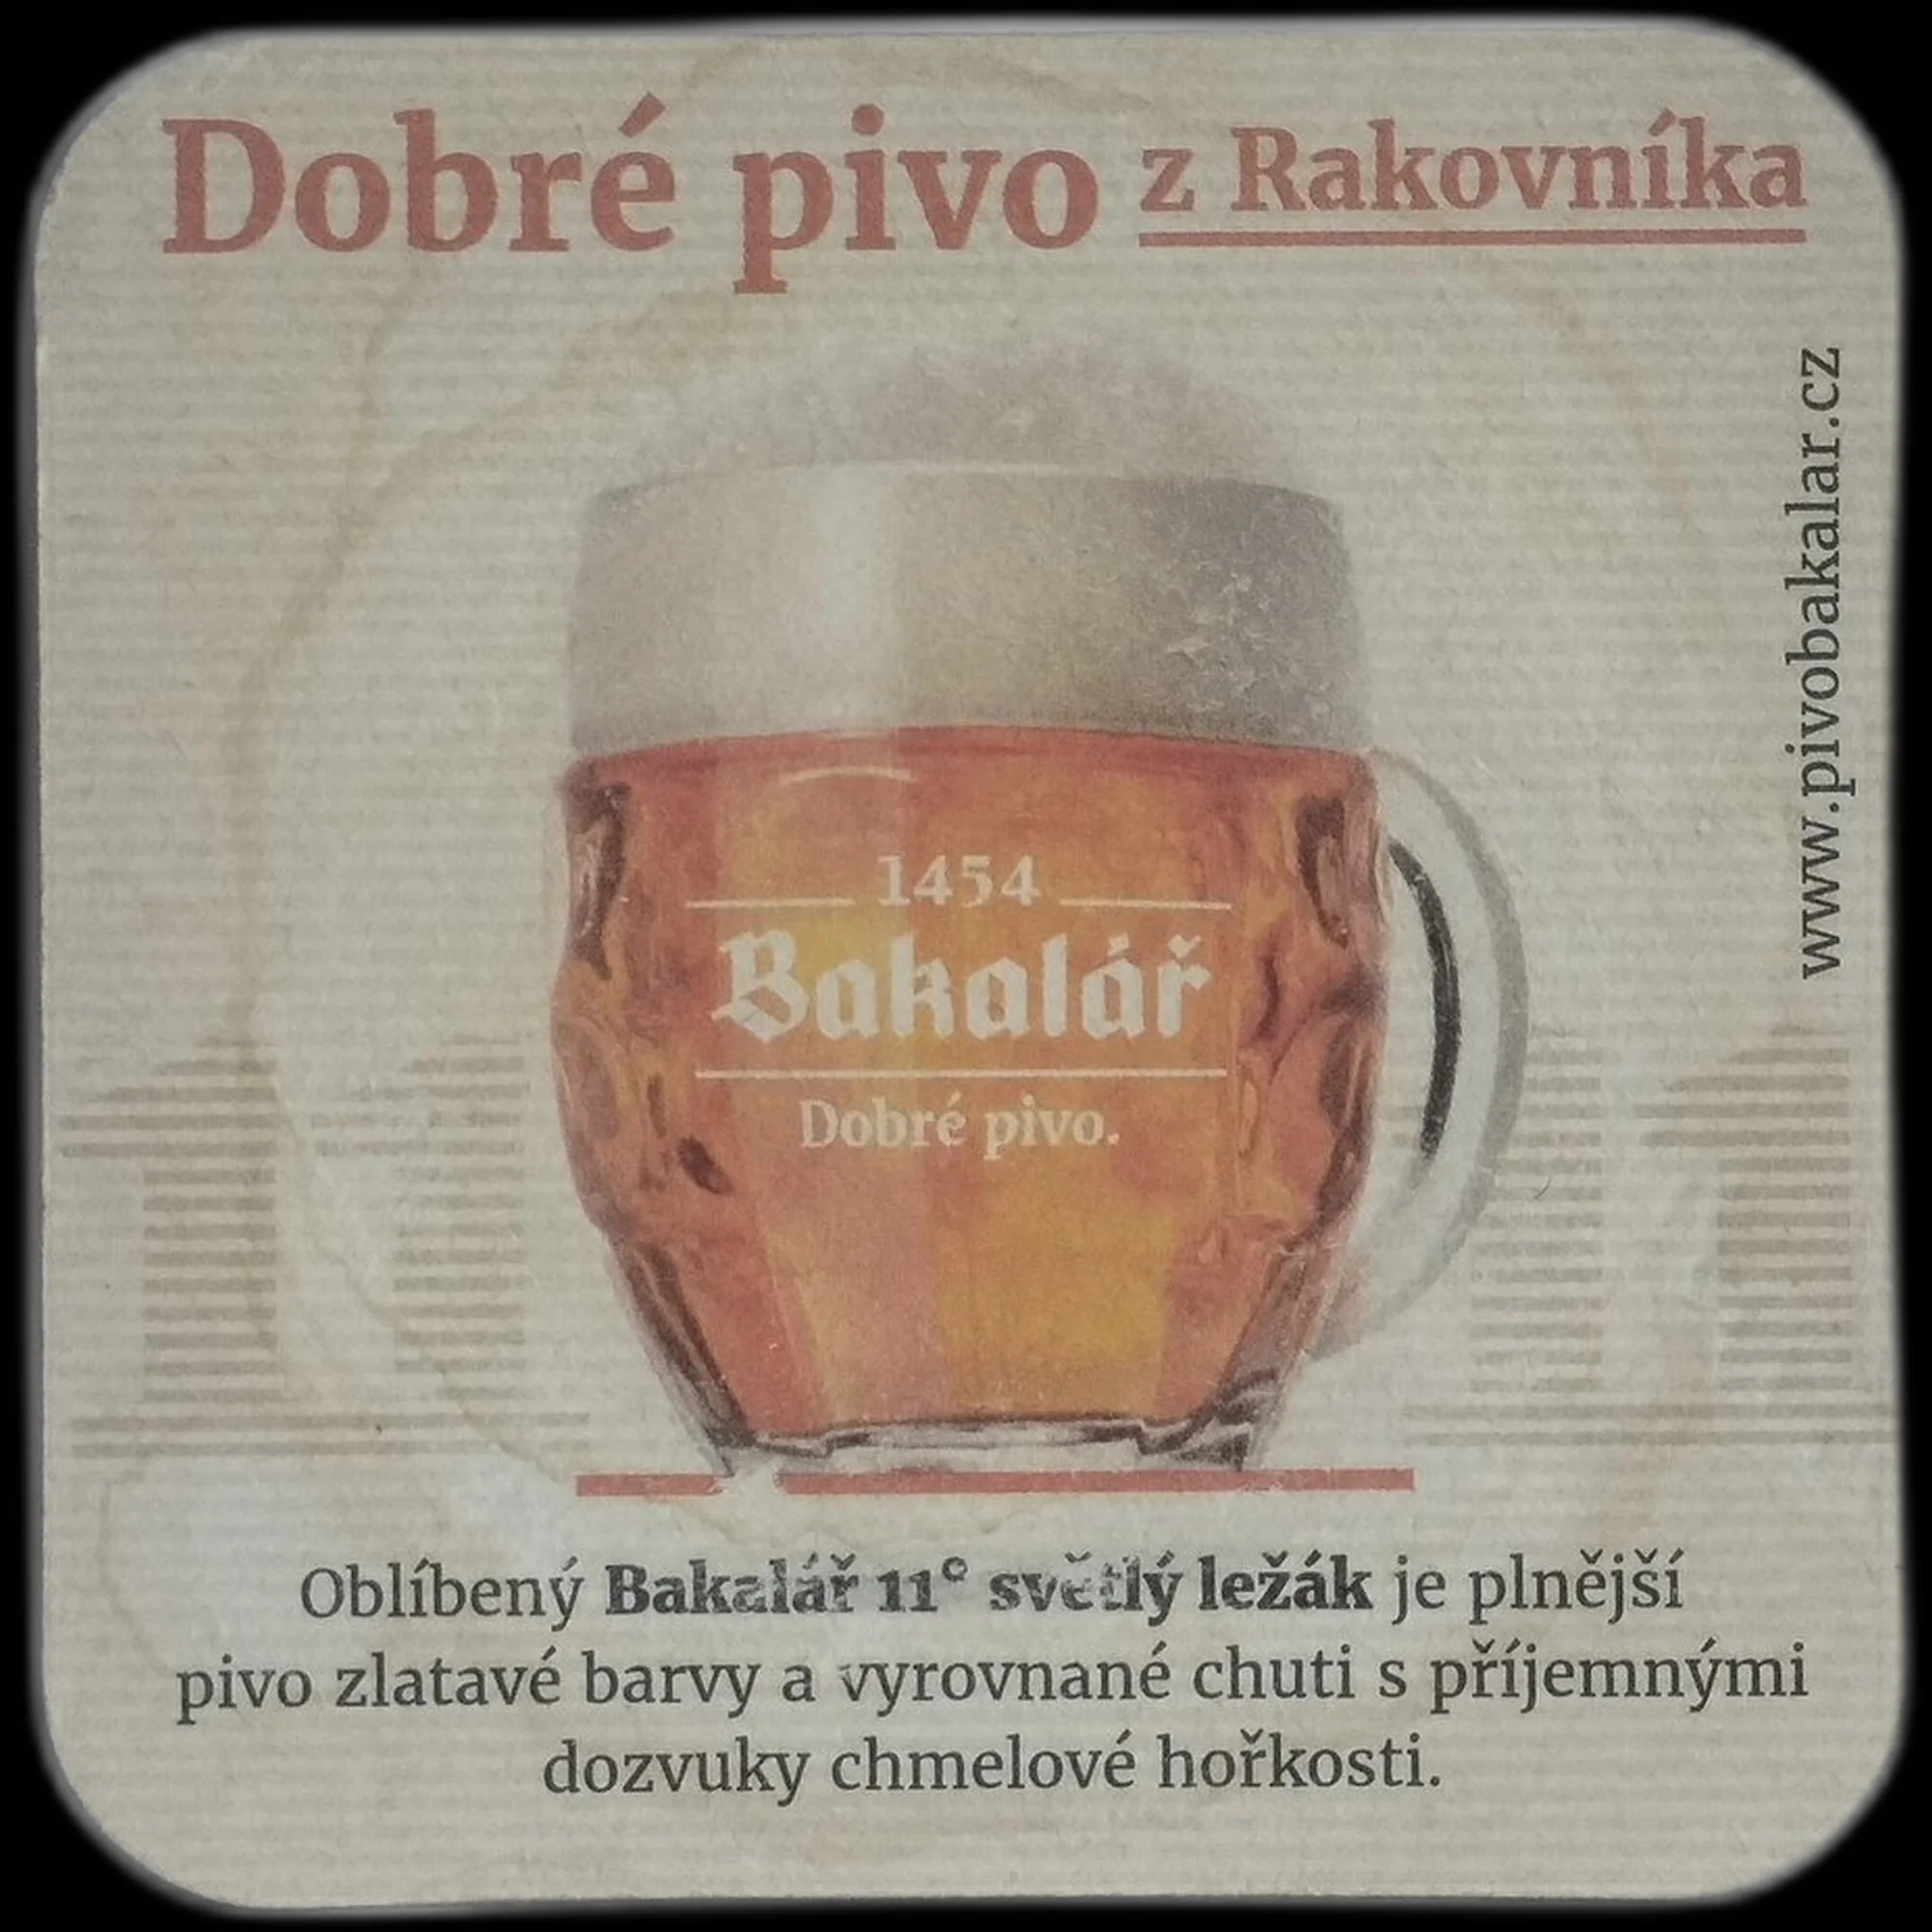 Dobré pivo z Rakovníka
www.pivobakalar.cz
1454
Bakalář
Dobré pivo.
Oblíbený Bakalář 11° světlý ležák je plnější
pivo zlatavé barvy a vyrovnané chuti s příjemnými
dozvuky chmelové hořkosti.